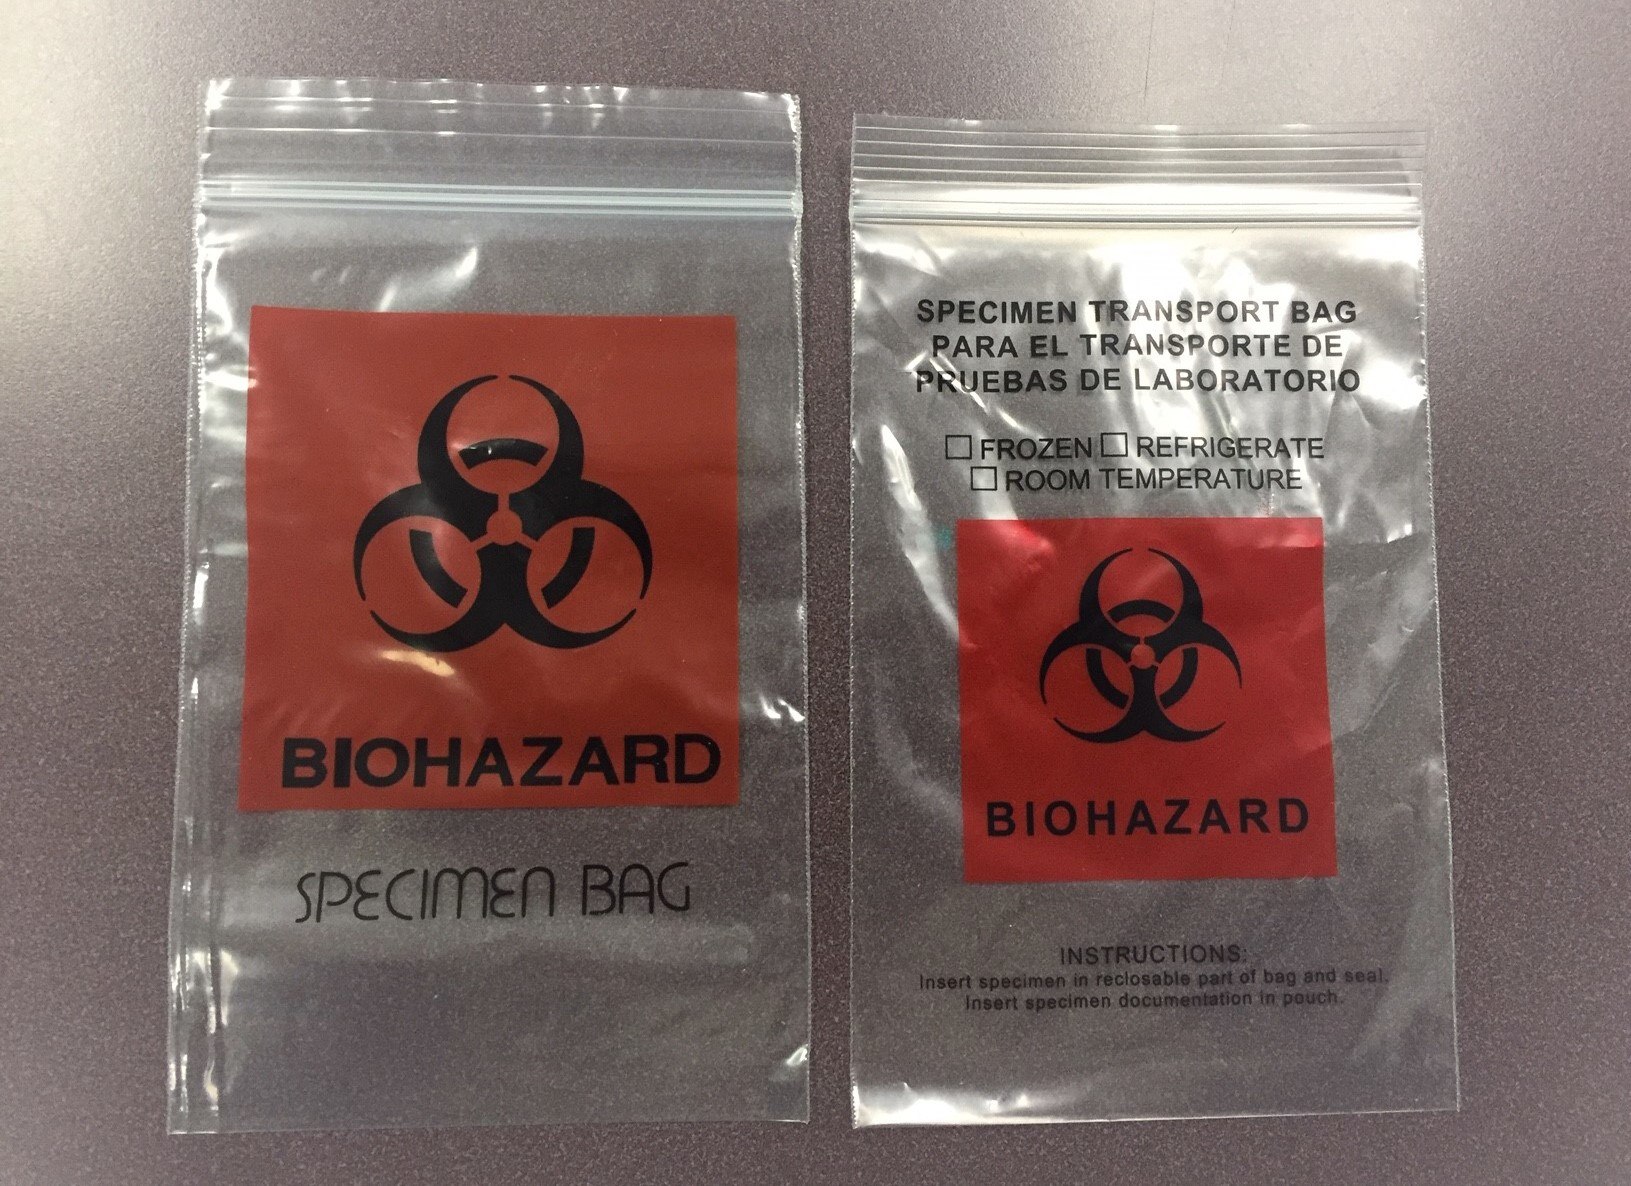 BIOHAZARD
SPECIMEN BAG
SPECIMEN TRANSPORT BAG
PARA EL TRANSPORTE DE
PRUEBAS DE LABORATORIO
FROZEN REFRIGERATE
ROOM TEMPERATURE
BIOHAZARD
INSTRUCTIONS:
Insert specimen in reclosable part of bag and seal.
Insert specimen documentation in pouch.